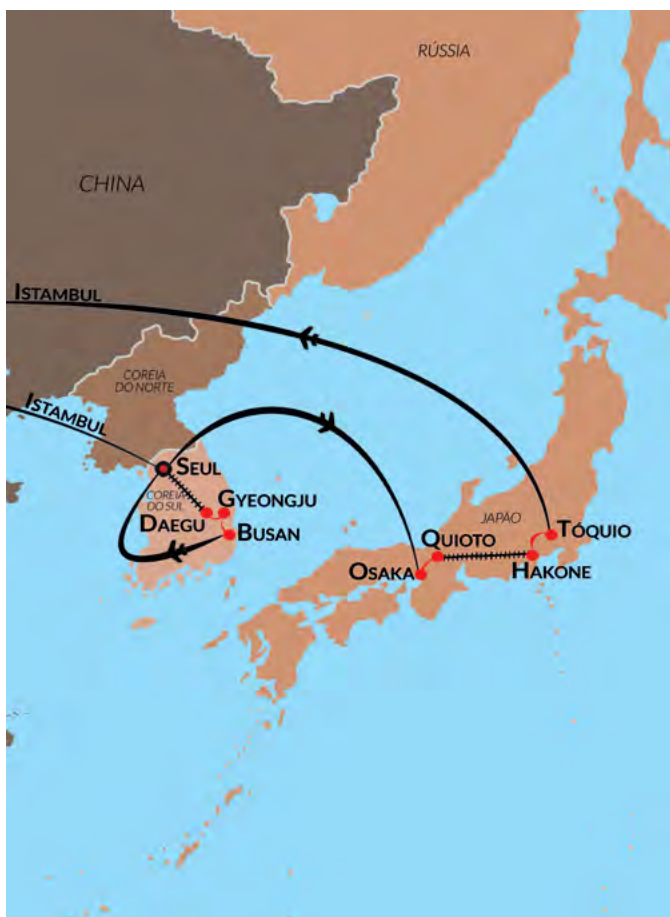 RÚSSIA
CHINA
ISTAMBUL
COREIA
DO NORTE
ISTAMBUL
SEUL
COREIA
DO SUL
GYEONGJU
DAEGU
BUSAN
JAPÃO
TÓQUIO
QUIOTO
OSAKA
HAKONE